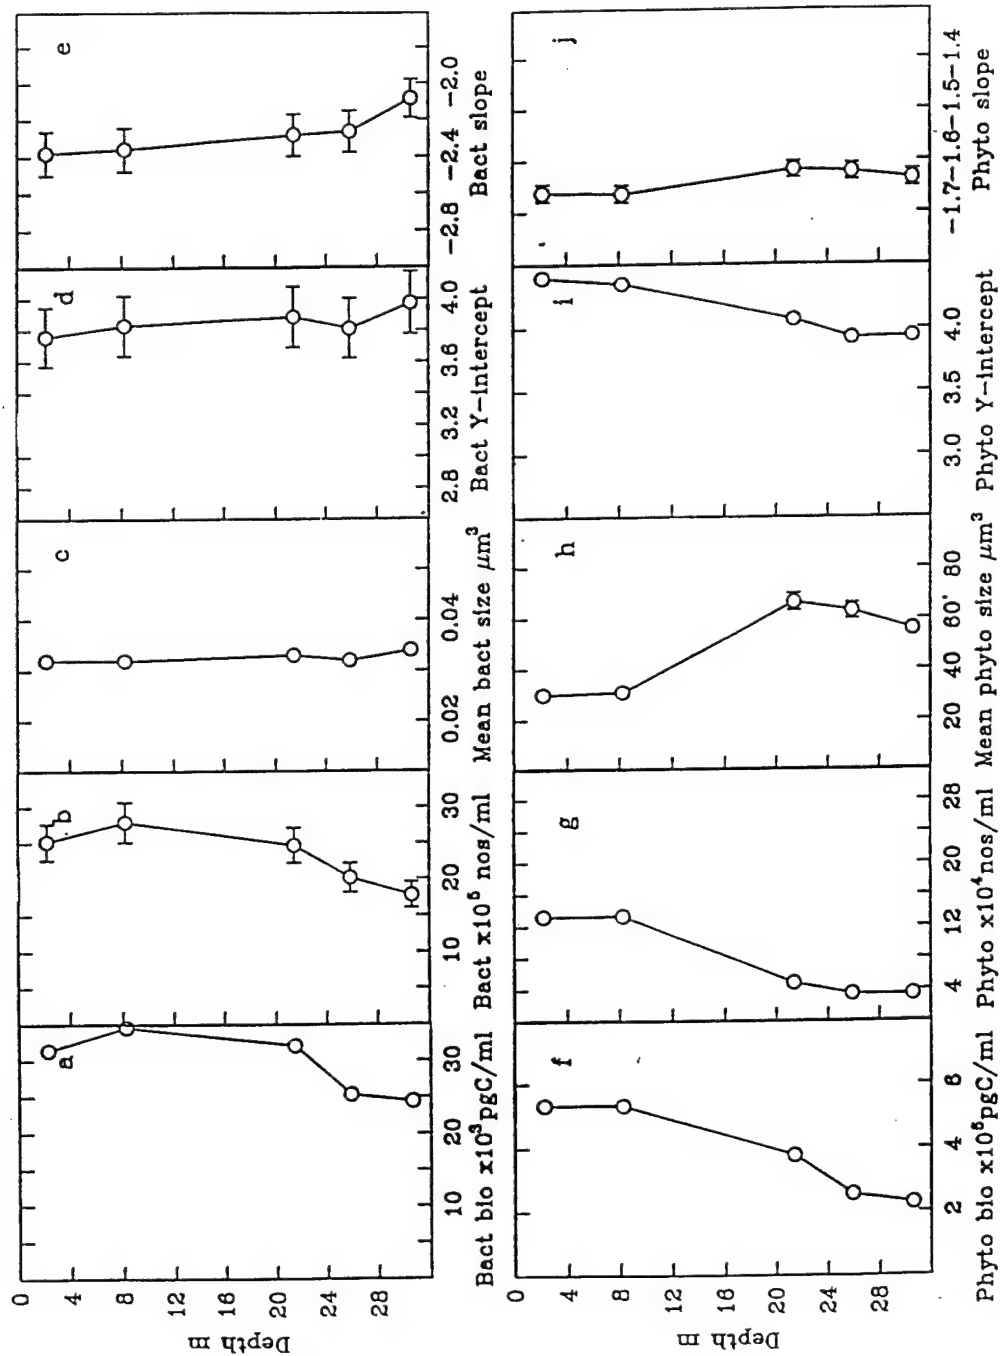 a
b
c
d
e
0
4
8
12
16
20
24
28
Depth m
10 20 30
10 20 30
0.02 0.04
2.8 3.2 3.6 4.0
−2.8 −2.4 −2.0
Bact bio x10³pgC/ml
Bact x10⁵ nos/ml
Mean bact size μm³
Bact Y−intercept
Bact slope
f
g
h
i
j
0
4
8
12
16
20
24
28
Depth m
2 4 6
4 12 20 28
20 40 60 80
3.0 3.5 4.0
−1.7−1.6−1.5−1.4
Phyto bio x10⁵pgC/ml
Phyto x10⁴nos/ml
Mean phyto size μm³
Phyto Y−intercept
Phyto slope